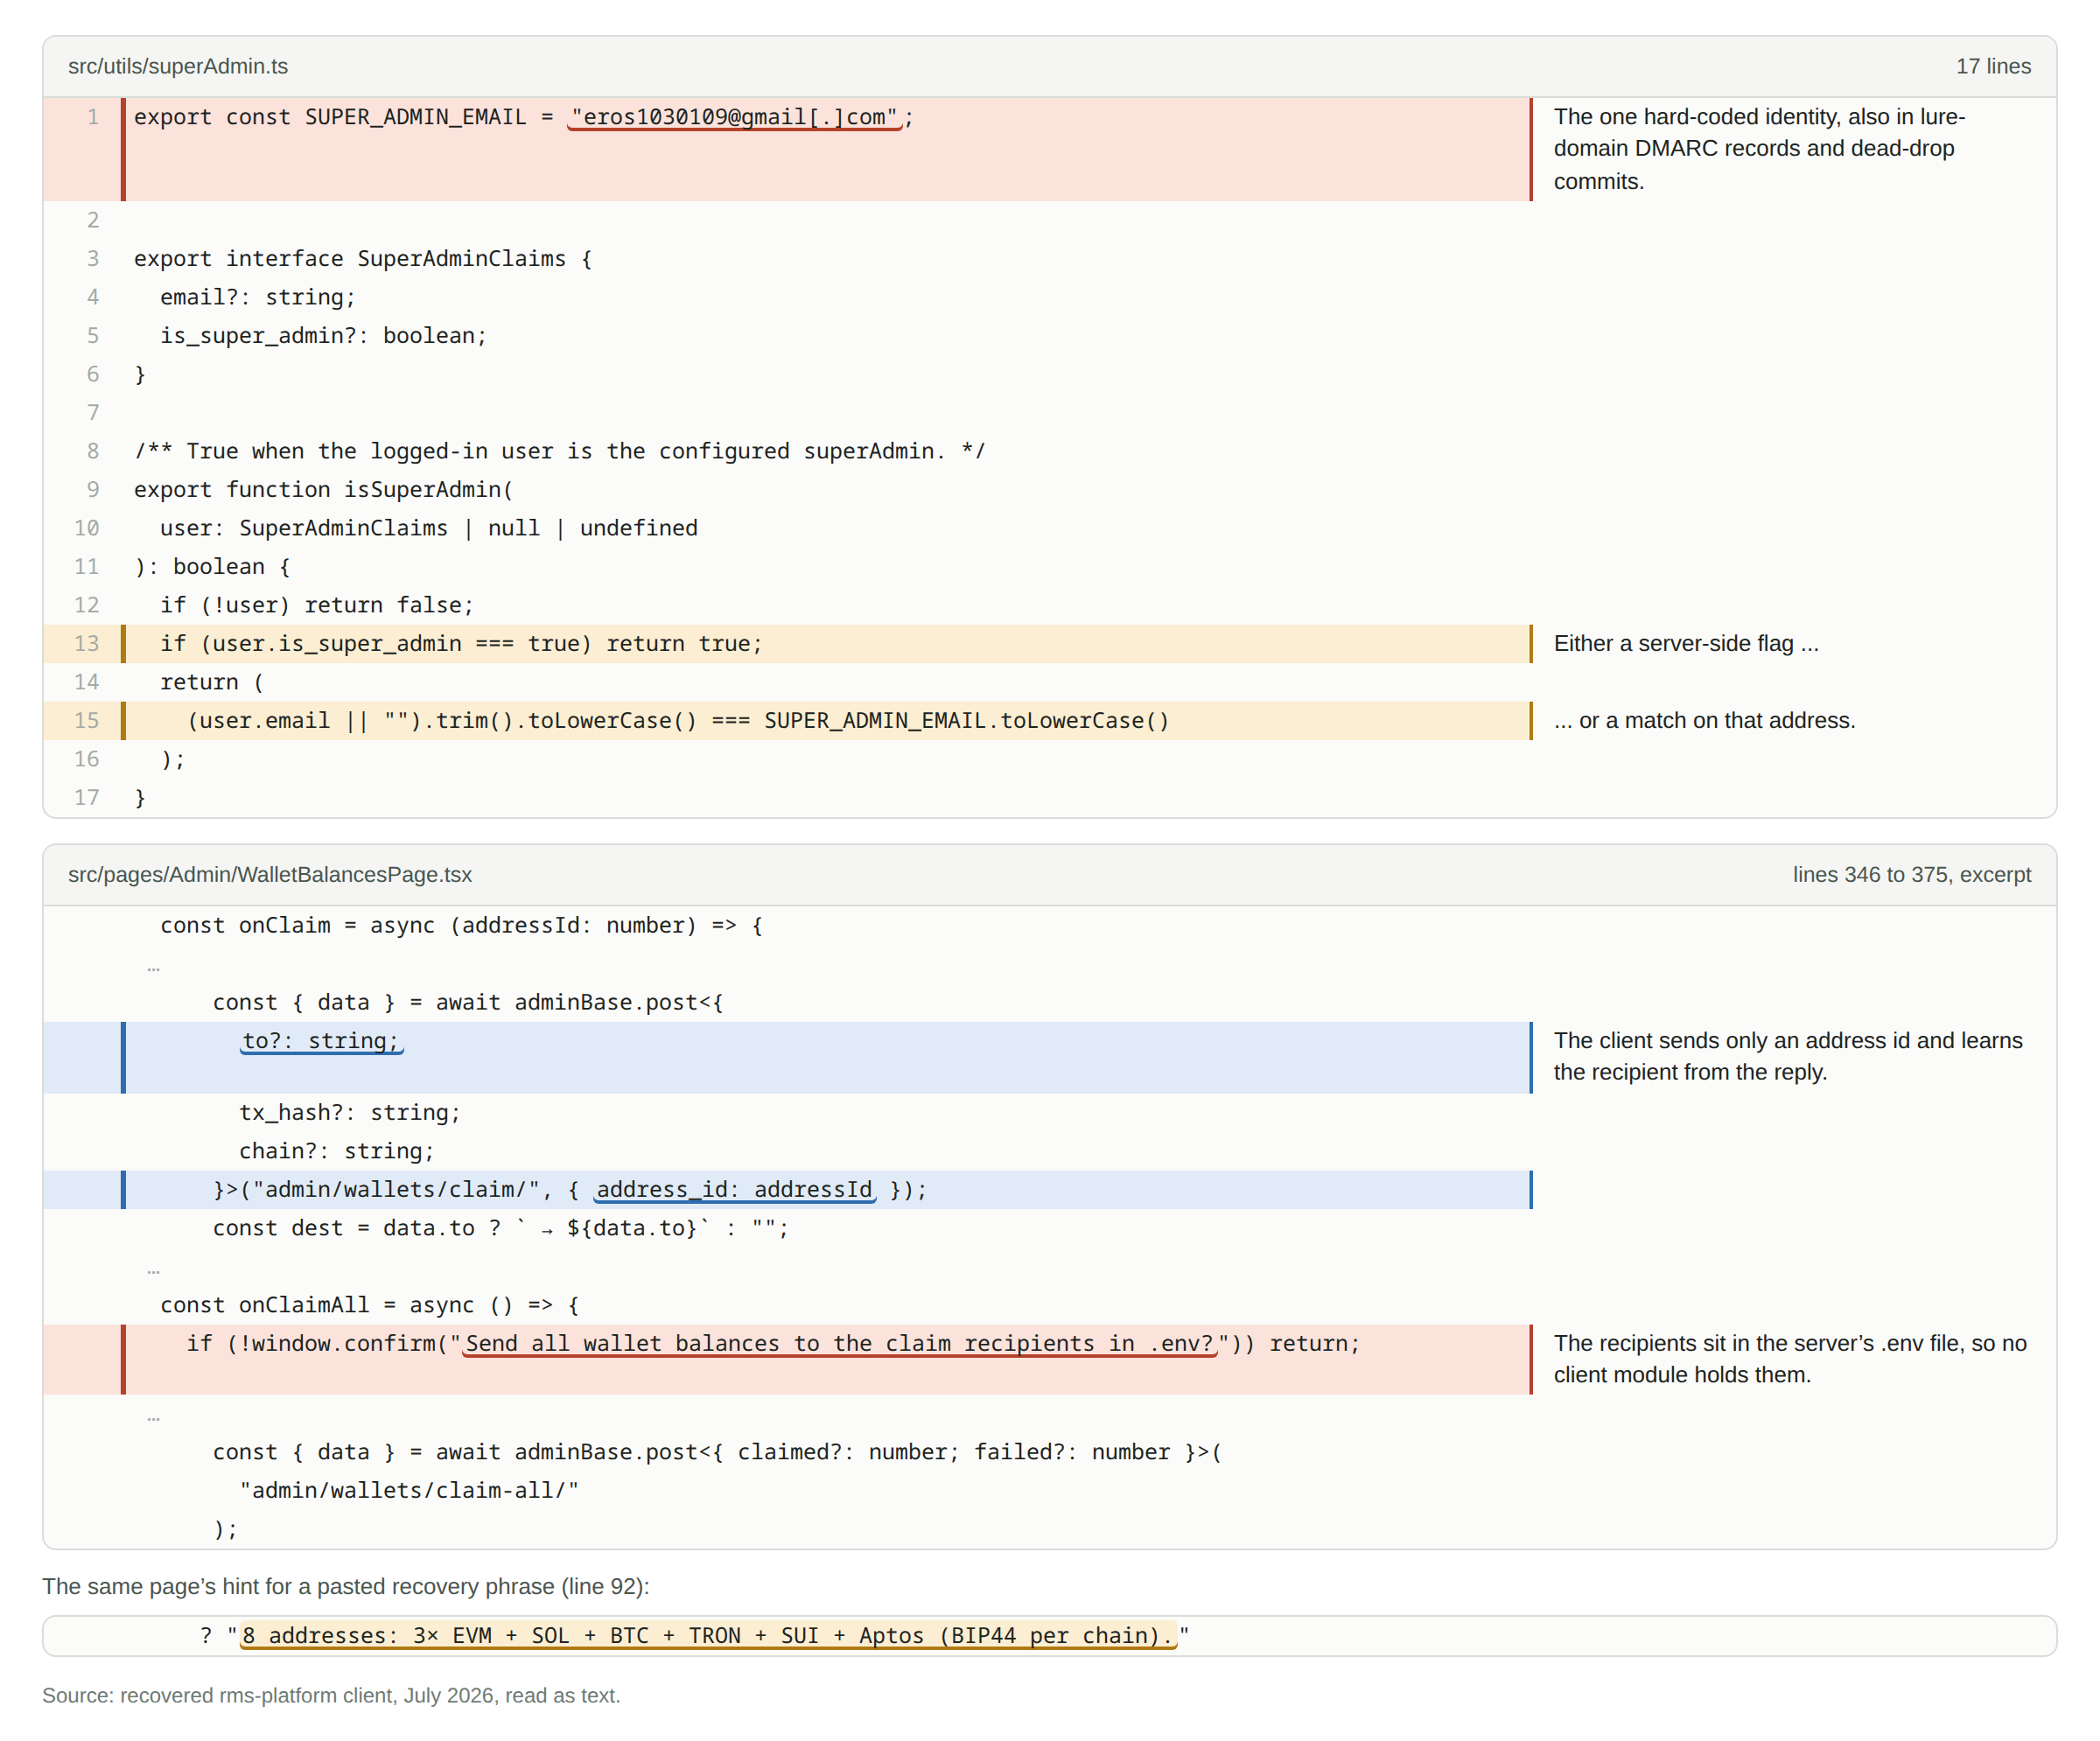 src/utils/superAdmin.ts 17 lines
1 export const SUPER_ADMIN_EMAIL = "eros1030109@gmail[.]com"; The one hard-coded identity, also in lure-
domain DMARC records and dead-drop
commits.
2
3 export interface SuperAdminClaims {
4   email?: string;
5   is_super_admin?: boolean;
6 }
7
8 /** True when the logged-in user is the configured superAdmin. */
9 export function isSuperAdmin(
10   user: SuperAdminClaims | null | undefined
11 ): boolean {
12   if (!user) return false;
13   if (user.is_super_admin === true) return true; Either a server-side flag ...
14   return (
15     (user.email || "").trim().toLowerCase() === SUPER_ADMIN_EMAIL.toLowerCase() ... or a match on that address.
16   );
17 }
src/pages/Admin/WalletBalancesPage.tsx lines 346 to 375, excerpt
const onClaim = async (addressId: number) => {
…
const { data } = await adminBase.post<{
to?: string; The client sends only an address id and learns
the recipient from the reply.
tx_hash?: string;
chain?: string;
}>("admin/wallets/claim/", { address_id: addressId });
const dest = data.to ? ` → ${data.to}` : "";
…
const onClaimAll = async () => {
if (!window.confirm("Send all wallet balances to the claim recipients in .env?")) return; The recipients sit in the server’s .env file, so no
client module holds them.
…
const { data } = await adminBase.post<{ claimed?: number; failed?: number }>(
"admin/wallets/claim-all/"
);
The same page’s hint for a pasted recovery phrase (line 92):
? "8 addresses: 3× EVM + SOL + BTC + TRON + SUI + Aptos (BIP44 per chain)."
Source: recovered rms-platform client, July 2026, read as text.